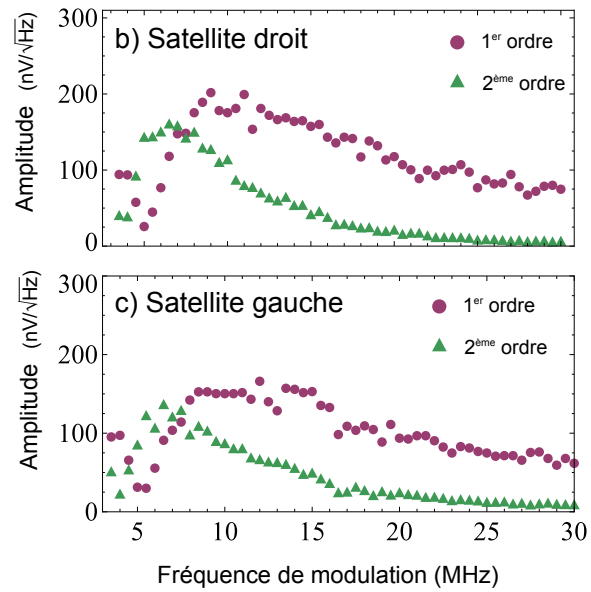 b) Satellite droit
1er ordre
2ème ordre
Amplitude (nV/√Hz)
300
200
100
0
c) Satellite gauche
1er ordre
2ème ordre
Amplitude (nV/√Hz)
300
200
100
0
5 10 15 20 25 30
Fréquence de modulation (MHz)